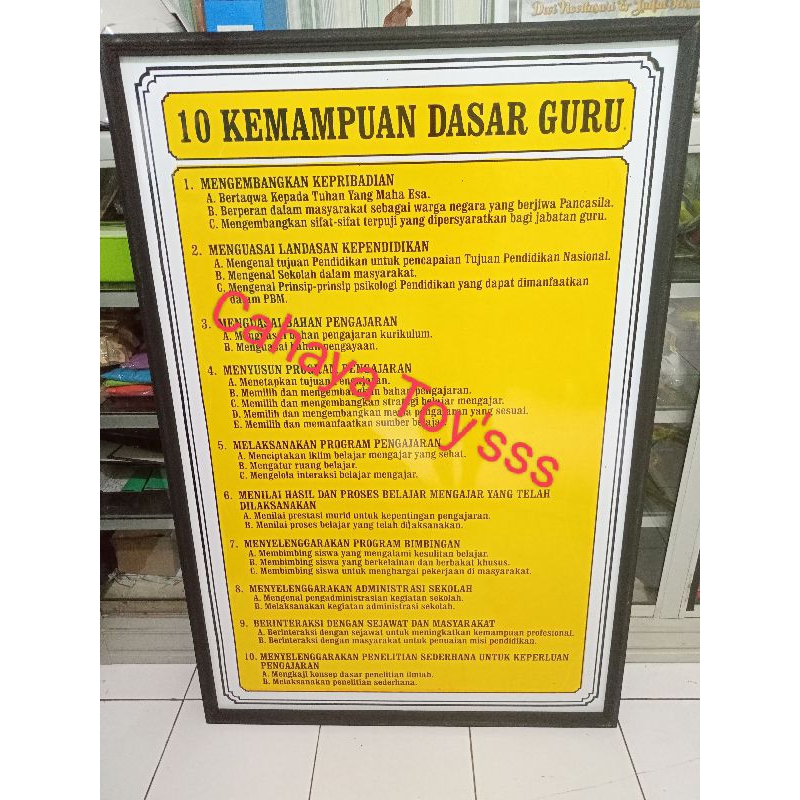 10 KEMAMPUAN DASAR GURU
1. MENGEMBANGKAN KEPRIBADIAN
A. Bertaqwa Kepada Tuhan Yang Maha Esa.
B. Berperan dalam masyarakat sebagai warga negara yang berjiwa Pancasila.
C. Mengembangkan sifat-sifat terpuji yang dipersyaratkan bagi jabatan guru.
2. MENGUASAI LANDASAN KEPENDIDIKAN
A. Mengenal tujuan Pendidikan untuk pencapaian Tujuan Pendidikan Nasional.
B. Mengenal Sekolah dalam masyarakat.
C. Mengenal Prinsip-prinsip psikologi Pendidikan yang dapat dimanfaatkan
dalam PBM.
3. MENGUASAI BAHAN PENGAJARAN
A. Menguasai bahan pengajaran kurikulum.
B. Menguasai bahan pengayaan.
4. MENYUSUN PROGRAM PENGAJARAN
A. Menetapkan tujuan Pengajaran.
B. Memilih dan mengembangkan bahan pengajaran.
C. Memilih dan mengembangkan strategi belajar mengajar.
D. Memilih dan mengembangkan media pengajaran yang sesuai.
E. Memilih dan memanfaatkan sumber belajar.
5. MELAKSANAKAN PROGRAM PENGAJARAN
A. Menciptakan iklim belajar mengajar yang sehat.
B. Mengatur ruang belajar.
C. Mengelola interaksi belajar mengajar.
6. MENILAI HASIL DAN PROSES BELAJAR MENGAJAR YANG TELAH
DILAKSANAKAN
A. Menilai prestasi murid untuk kepentingan pengajaran.
B. Menilai proses belajar yang telah dilaksanakan.
7. MENYELENGGARAKAN PROGRAM BIMBINGAN
A. Membimbing siswa yang mengalami kesulitan belajar.
B. Membimbing siswa yang berkelainan dan berbakat khusus.
C. Membimbing siswa untuk menghargai pekerjaan di masyarakat.
8. MENYELENGGARAKAN ADMINISTRASI SEKOLAH
A. Mengenal pengadministrasian kegiatan sekolah.
B. Melaksanakan kegiatan administrasi sekolah.
9. BERINTERAKSI DENGAN SEJAWAT DAN MASYARAKAT
A. Berinteraksi dengan sejawat untuk meningkatkan kemampuan profesional.
B. Berinteraksi dengan masyarakat untuk penuaian misi pendidikan.
10. MENYELENGGARAKAN PENELITIAN SEDERHANA UNTUK KEPERLUAN
PENGAJARAN
A. Mengkaji konsep dasar penelitian ilmiah.
B. Melaksanakan penelitian sederhana.
Cahaya Toy'sss